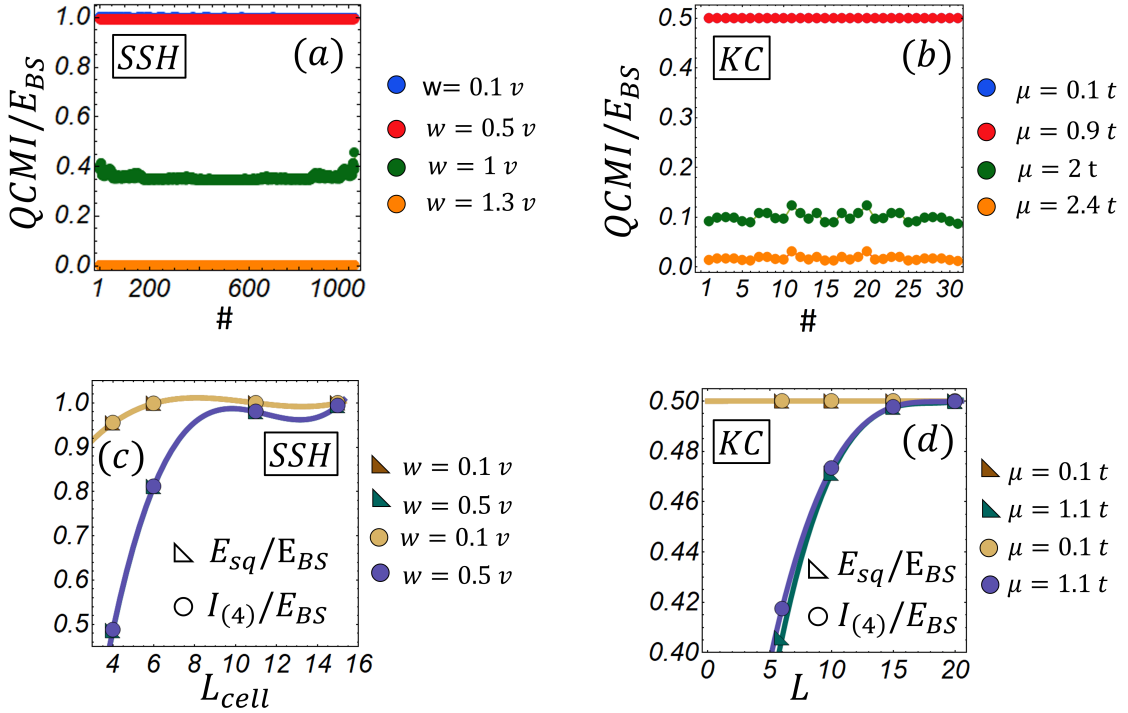 QCMI/E_BS
1.0
0.8
0.6
0.4
0.2
0.0
SSH
(a)
1 200 600 1000
#
w= 0.1 v
w = 0.5 v
w = 1 v
w = 1.3 v
QCMI/E_BS
0.5
0.4
0.3
0.2
0.1
0.0
KC
(b)
1 5 10 15 20 25 30
#
μ = 0.1 t
μ = 0.9 t
μ = 2 t
μ = 2.4 t
1.0
0.9
0.8
0.7
0.6
0.5
(c)
SSH
E_sq/E_BS
I_(4)/E_BS
4 6 8 10 12 14 16
L_cell
w = 0.1 v
w = 0.5 v
w = 0.1 v
w = 0.5 v
0.50
0.48
0.46
0.44
0.42
0.40
KC
(d)
E_sq/E_BS
I_(4)/E_BS
0 5 10 15 20
L
μ = 0.1 t
μ = 1.1 t
μ = 0.1 t
μ = 1.1 t